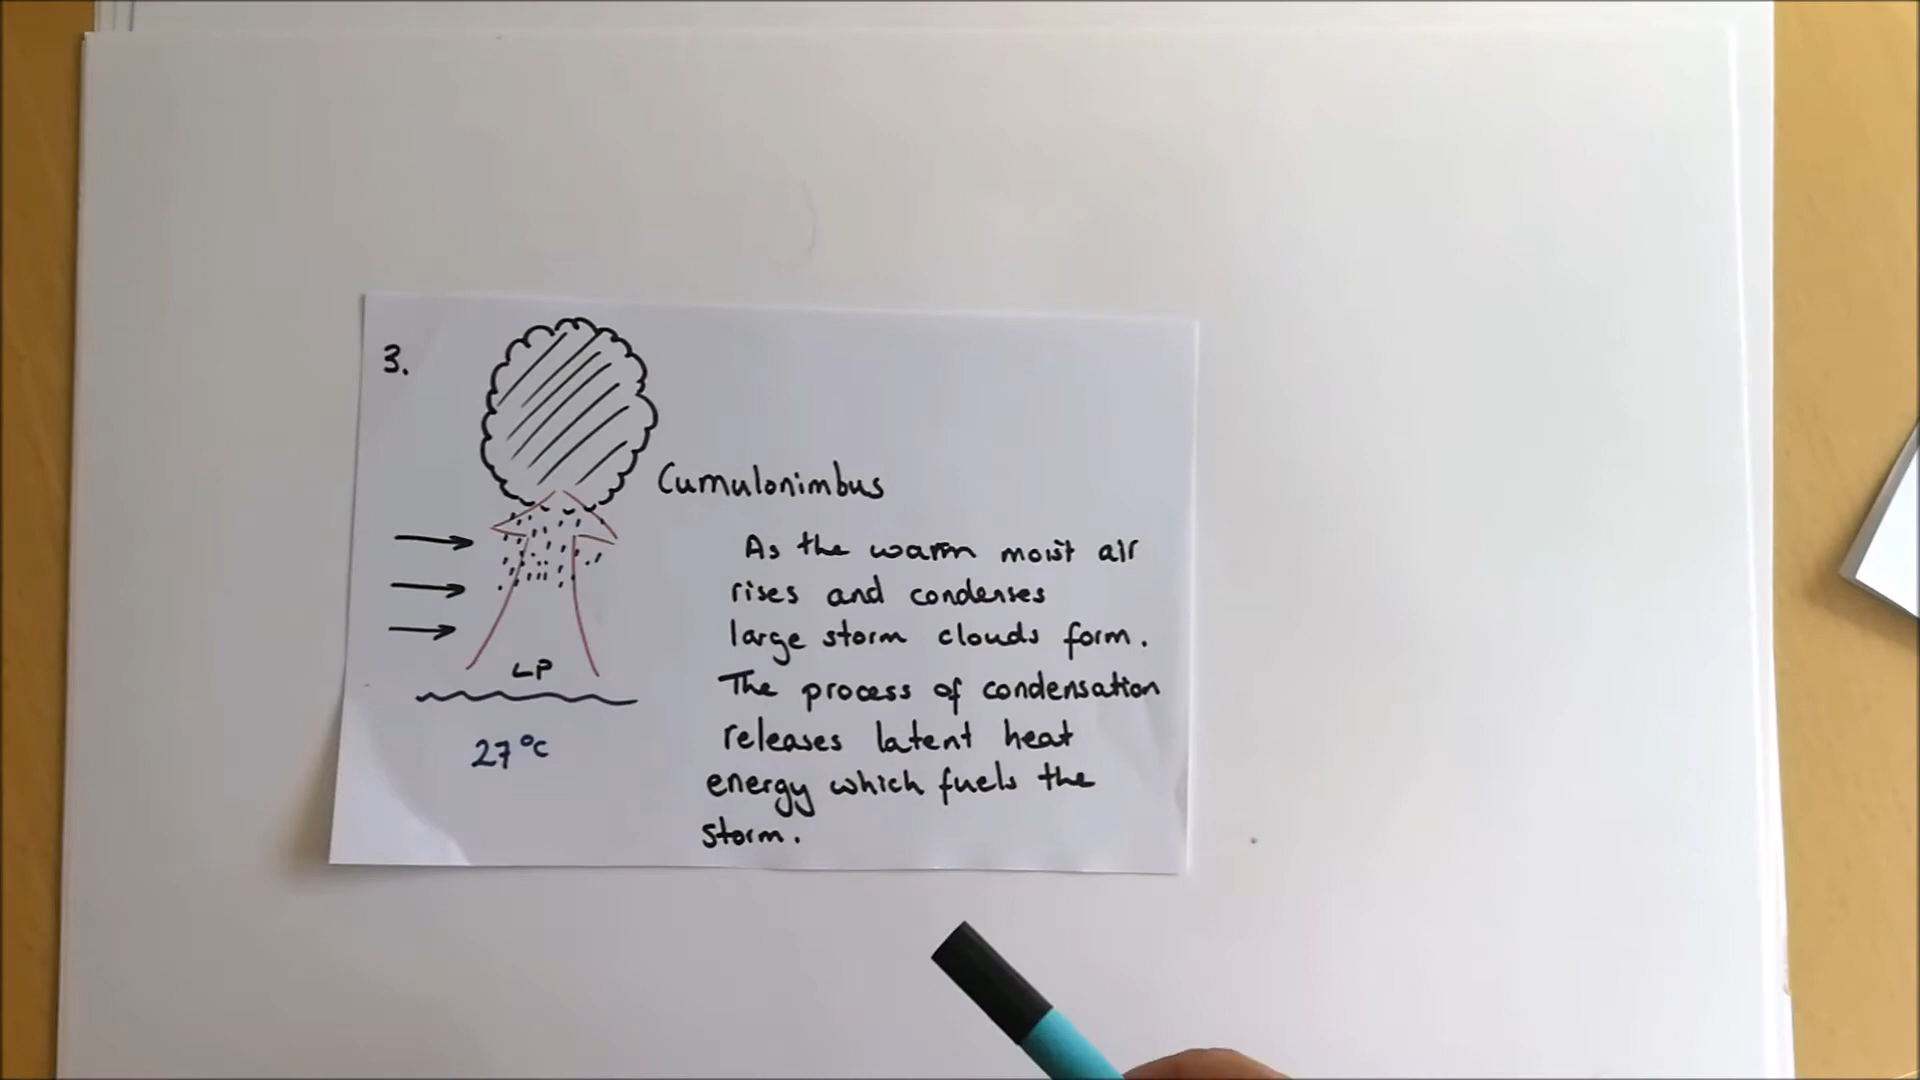 3.
Cumulonimbus
As the warm moist air
rises and condenses
large storm clouds form.
The process of condensation
releases latent heat
energy which fuels the
storm.
LP
27°C